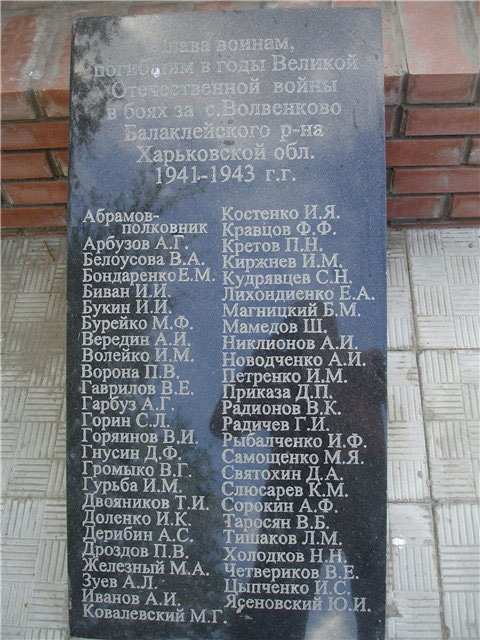 Слава воинам,
погибшим в годы Великой
Отечественной войны
в боях за с.Волвенково
Балаклейского р-на
Харьковской обл.
1941-1943 г.г.
Абрамов-
полковник
Арбузов А.Г.
Белоусова В.А.
Бондаренко Е.М.
Биван И.И.
Букин И.И.
Бурейко М.Ф.
Вередин А.И.
Волейко И.М.
Ворона П.В.
Гаврилов В.Е.
Гарбуз А.Г.
Горин С.Л.
Горяинов В.И.
Гнусин Д.Ф.
Громыко В.Г.
Гурьба И.М.
Двояников Т.И.
Доленко И.К.
Дерибин А.С.
Дроздов П.В.
Железный М.А.
Зуев А.Л.
Иванов А.И.
Ковалевский М.Г.
Костенко И.Я.
Кравцов Ф.Ф.
Кретов П.Н.
Киржнев И.М.
Кудрявцев С.Н.
Лихондиенко Е.А.
Магницкий Б.М.
Мамедов Ш.
Никлионов А.И.
Новодченко А.И.
Петренко И.М.
Приказа Д.П.
Радионов В.К.
Радичев Г.И.
Рыбалченко И.Ф.
Самощенко М.Я.
Святохин Д.А.
Слюсарев К.М.
Сорокин А.Ф.
Таросян В.Б.
Тишаков Л.М.
Холодков Н.Н.
Четвериков В.Е.
Цыпченко И.С.
Ясеновский Ю.И.